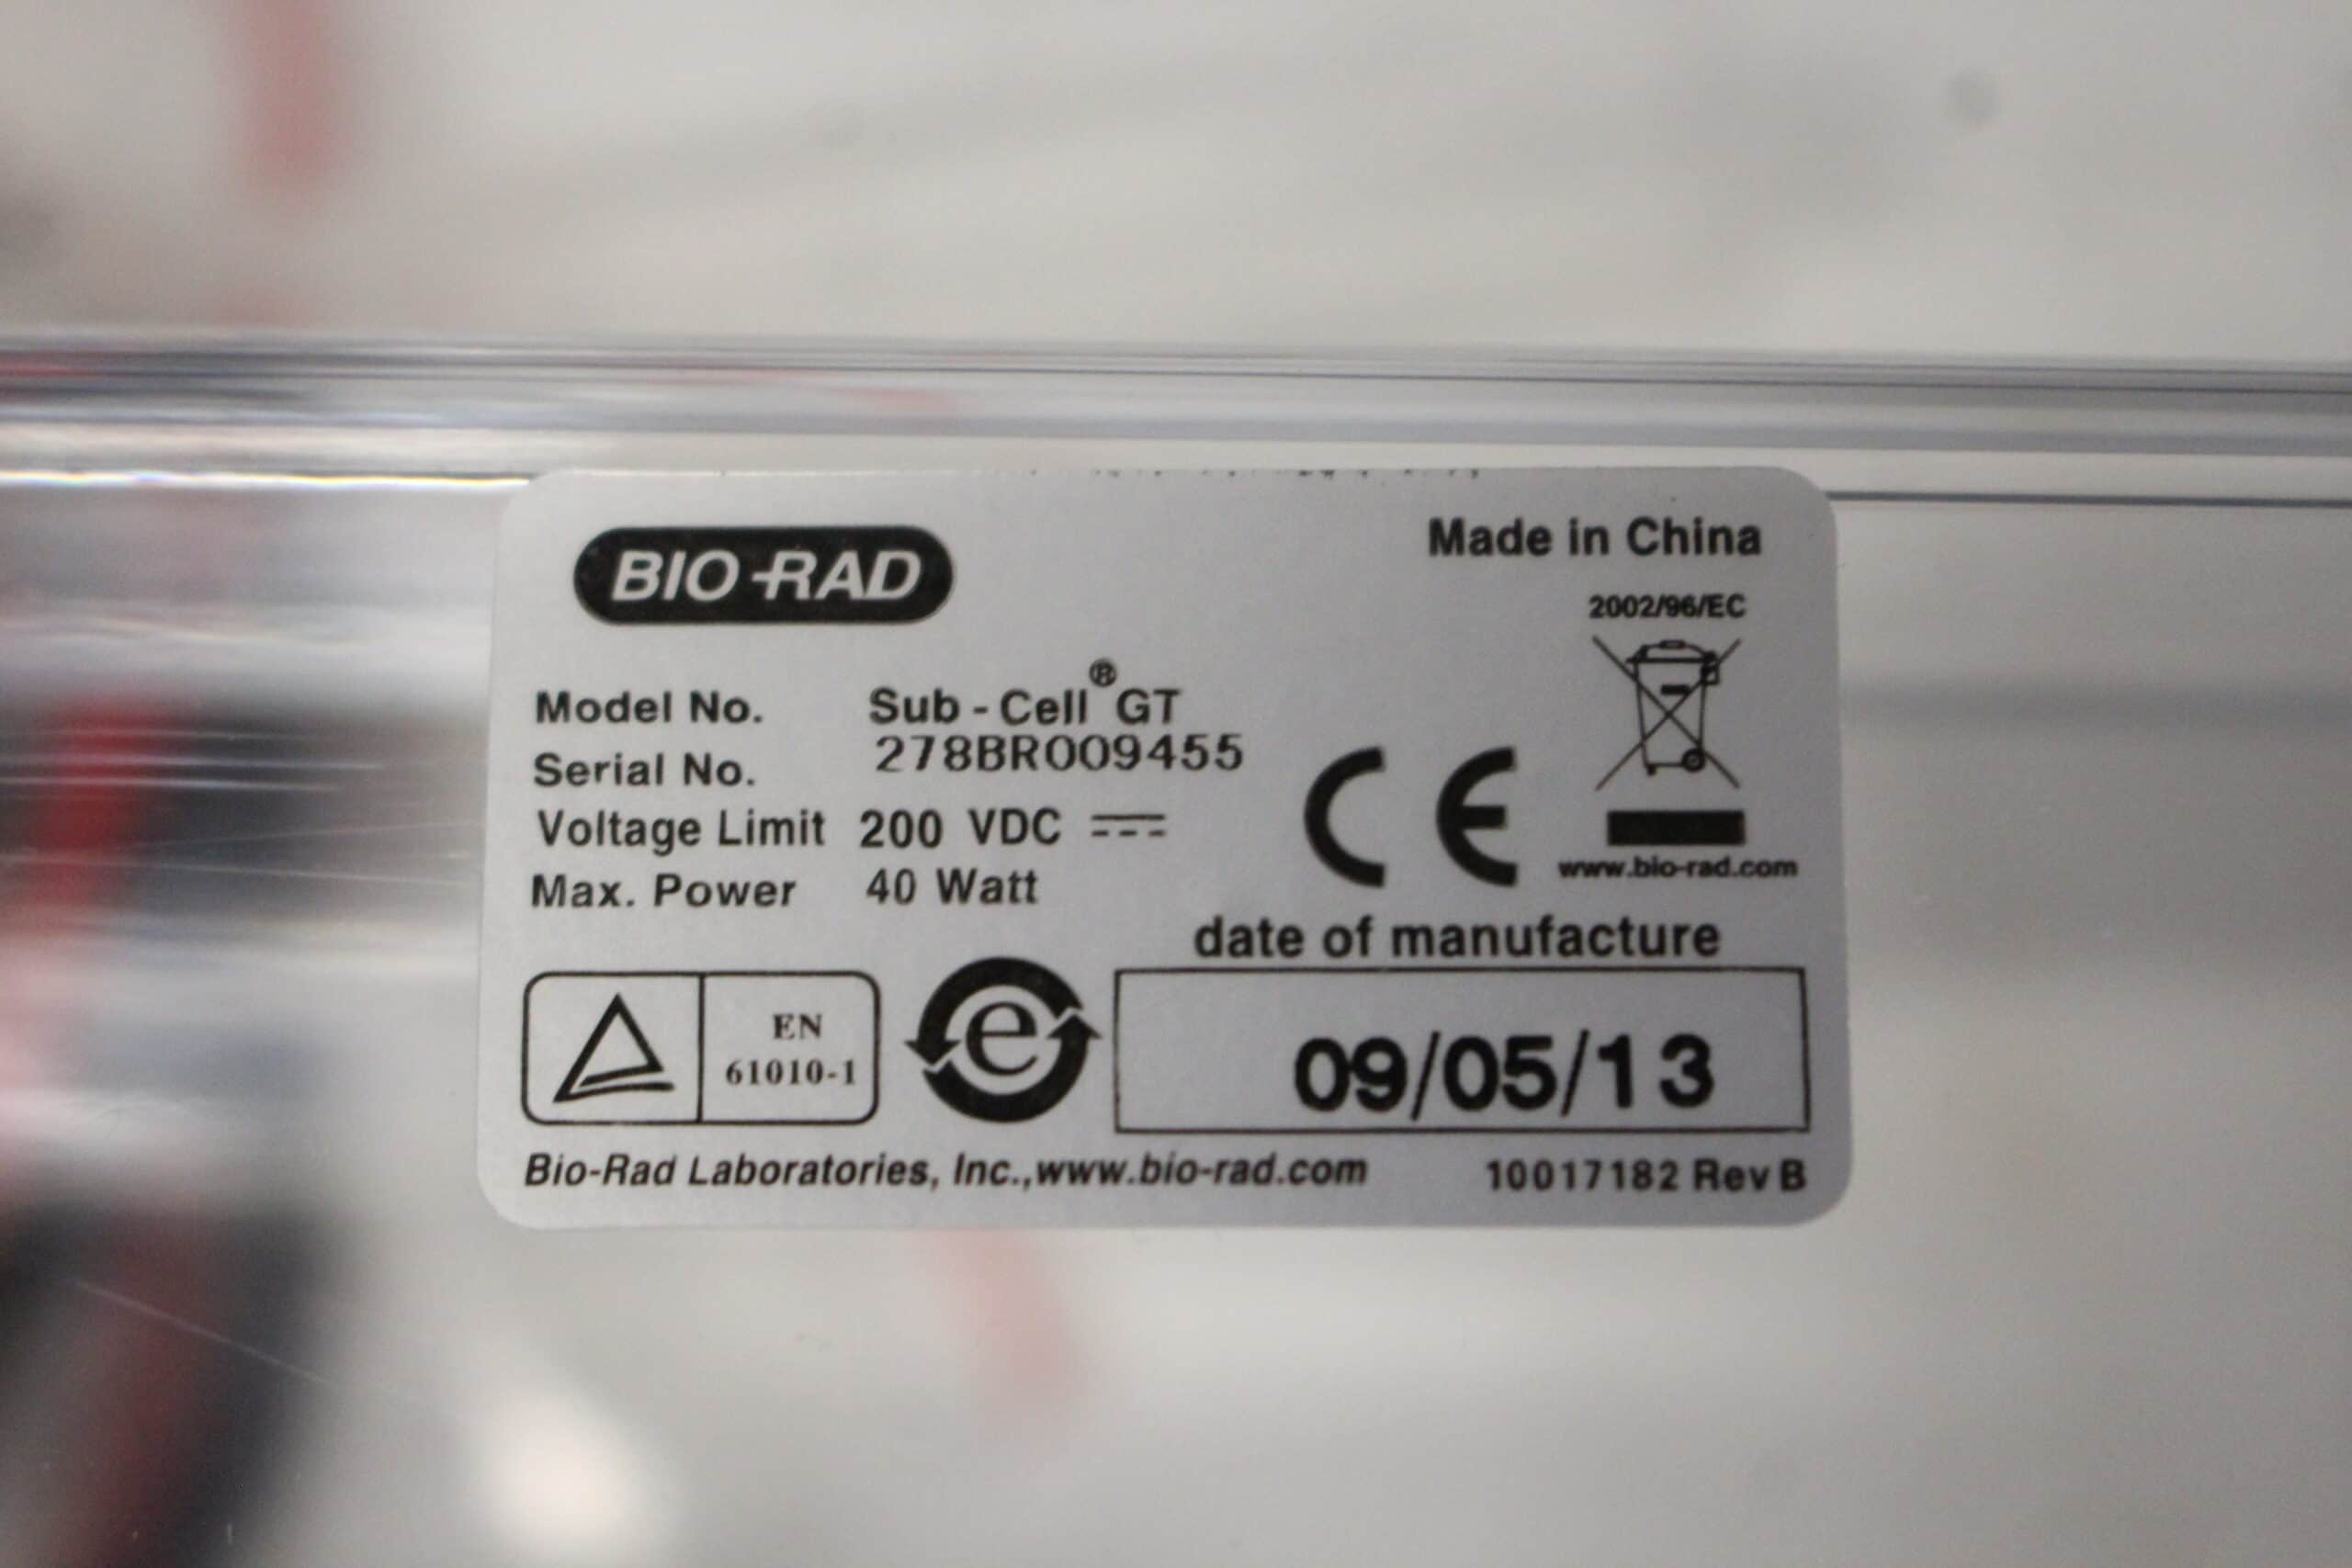 BIO-RAD
Made in China
2002/96/EC
Model No. Sub-Cell® GT
Serial No. 278BR009455
Voltage Limit 200 VDC
Max. Power 40 Watt
CE
www.bio-rad.com
date of manufacture
EN
61010-1
e
09/05/13
Bio-Rad Laboratories, Inc.,www.bio-rad.com
10017182 Rev B